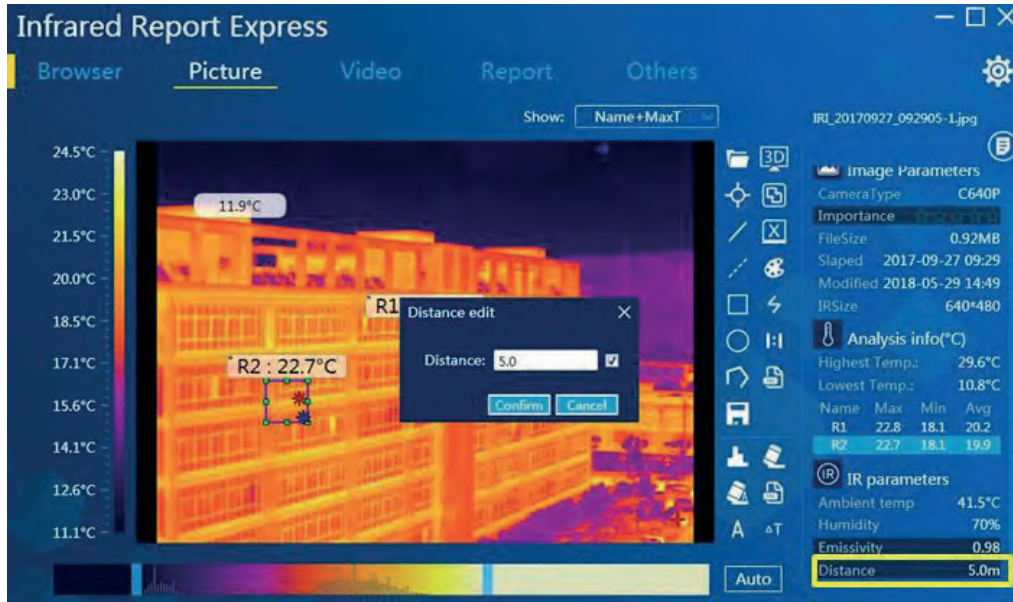 Infrared Report Express
Browser Picture Video Report Others
Show: Name+MaxT
IRI_20170927_092905-1.jpg
24.5°C
23.0°C
21.5°C
20.0°C
18.5°C
17.1°C
15.6°C
14.1°C
12.6°C
11.1°C
11.9°C
R1
R2 : 22.7°C
Distance edit
Distance: 5.0
Confirm Cancel
3D
X
1:1
A ΔT
Auto
Image Parameters
CameraType C640P
Importance
FileSize 0.92MB
Slaped 2017-09-27 09:29
Modified 2018-05-29 14:49
IRSize 640*480
Analysis info(°C)
Highest Temp.: 29.6°C
Lowest Temp.: 10.8°C
Name Max Min Avg
R1 22.8 18.1 20.2
R2 22.7 18.1 19.9
IR IR parameters
Ambient temp 41.5°C
Humidity 70%
Emissivity 0.98
Distance 5.0m